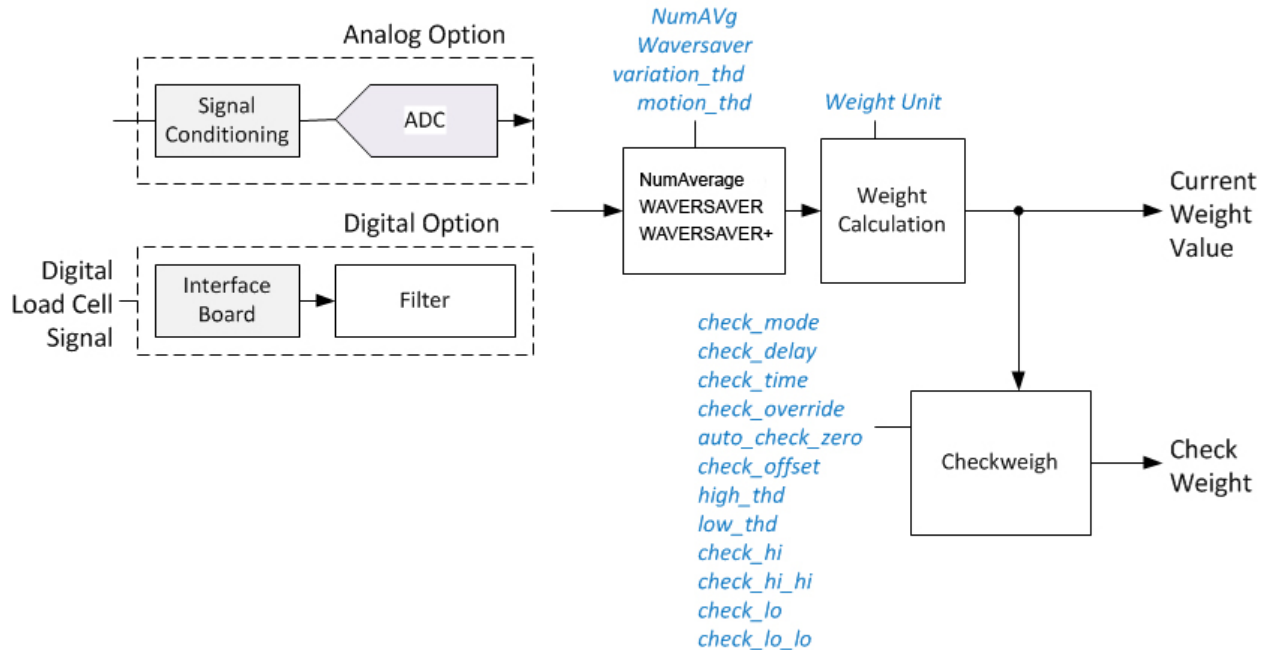 Analog Option
Signal
Conditioning
ADC
Digital Option
Digital
Load Cell
Signal
Interface
Board
Filter
NumAVg
Waversaver
variation_thd
motion_thd
NumAverage
WAVERSAVER
WAVERSAVER+
Weight Unit
Weight
Calculation
Current
Weight
Value
check_mode
check_delay
check_time
check_override
auto_check_zero
check_offset
high_thd
low_thd
check_hi
check_hi_hi
check_lo
check_lo_lo
Checkweigh
Check
Weight